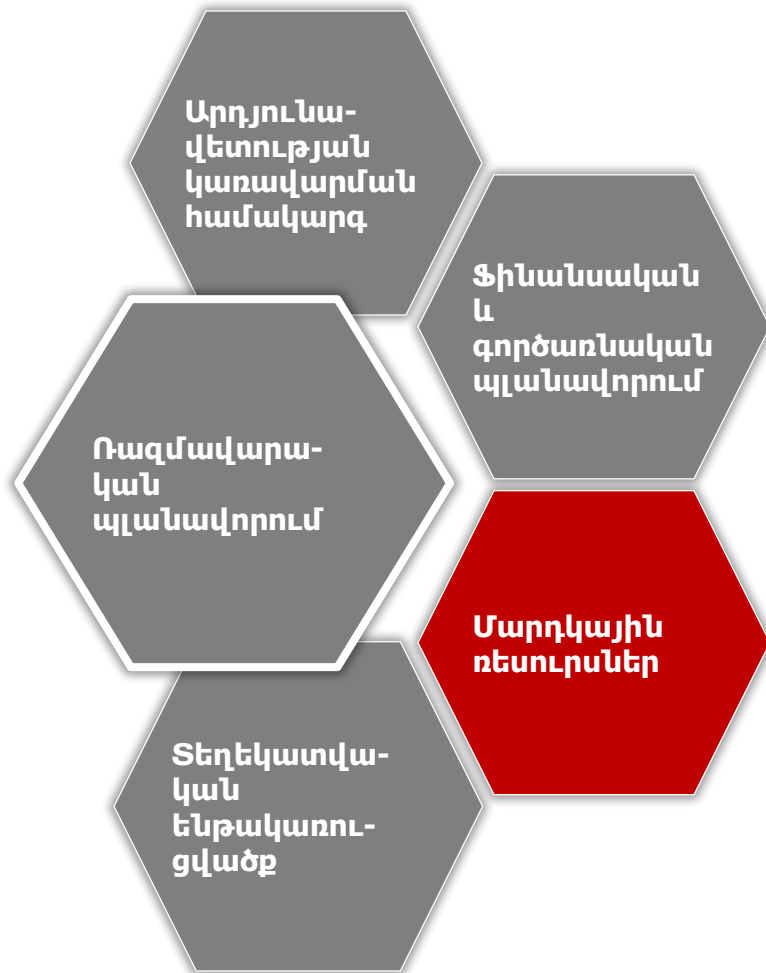 Արդյունա-
վետության
կառավարման
համակարգ
Ֆինանսական
և
գործառնական
պլանավորում
Ռազմավարա-
կան
պլանավորում
Մարդկային
ռեսուրսներ
Տեղեկատվա-
կան
ենթակառու-
ցվածք